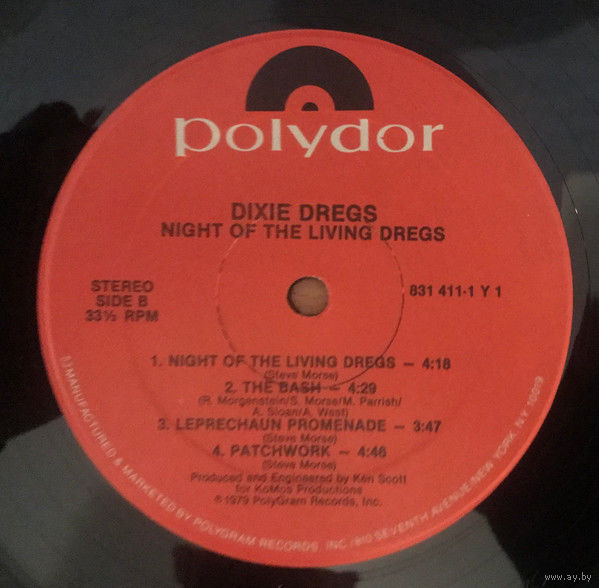 polydor
DIXIE DREGS
NIGHT OF THE LIVING DREGS
STEREO
SIDE B
33⅓ RPM
831 411-1 Y 1
1. NIGHT OF THE LIVING DREGS – 4:18
(Steve Morse)
2. THE BASH – 4:29
(R. Morgenstein/S. Morse/M. Parrish/
A. Sloan/A. West)
3. LEPRECHAUN PROMENADE – 3:47
(Steve Morse)
4. PATCHWORK – 4:46
(Steve Morse)
Produced and Engineered by Ken Scott
for KoMos Productions
℗ 1979 PolyGram Records, Inc.
MANUFACTURED & MARKETED BY POLYGRAM RECORDS, INC./810 SEVENTH AVENUE/NEW YORK, N.Y. 10019
www.ay.by